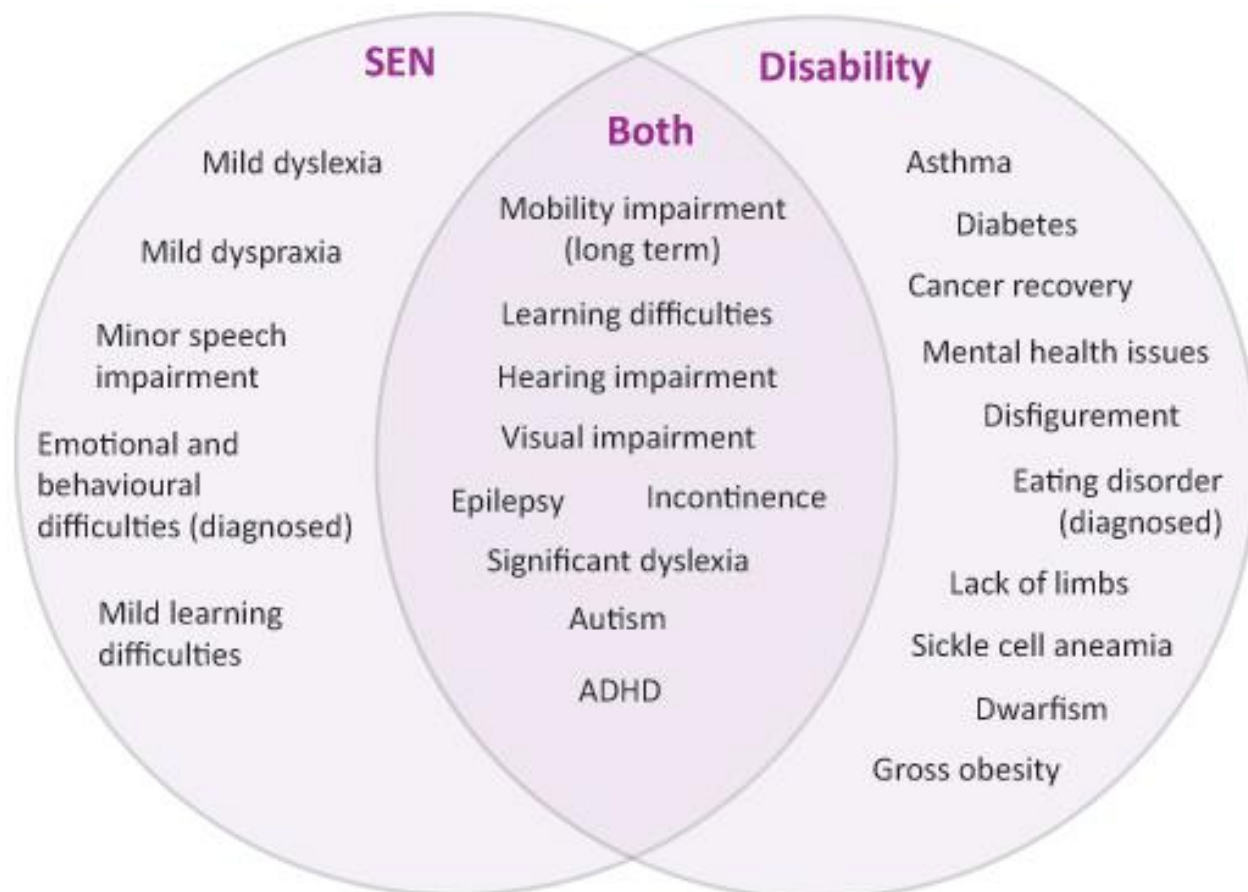 SEN
Mild dyslexia
Mild dyspraxia
Minor speech
impairment
Emotional and
behavioural
difficulties (diagnosed)
Mild learning
difficulties
Both
Mobility impairment
(long term)
Learning difficulties
Hearing impairment
Visual impairment
Epilepsy
Incontinence
Significant dyslexia
Autism
ADHD
Disability
Asthma
Diabetes
Cancer recovery
Mental health issues
Disfigurement
Eating disorder
(diagnosed)
Lack of limbs
Sickle cell aneamia
Dwarfism
Gross obesity